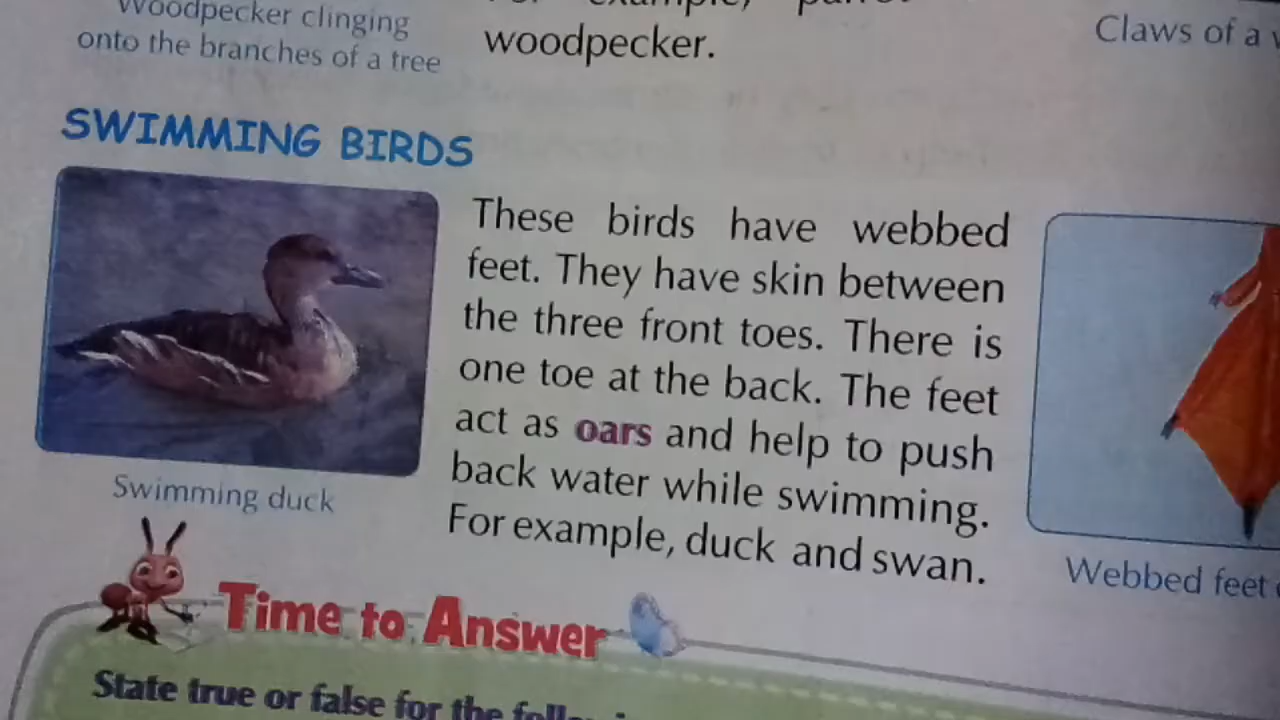 Woodpecker clinging
onto the branches of a tree
example,
woodpecker.
Claws of a
SWIMMING BIRDS
These birds have webbed
feet. They have skin between
the three front toes. There is
one toe at the back. The feet
act as oars and help to push
back water while swimming.
For example, duck and swan.
Swimming duck
Webbed feet
Time to Answer
State true or false for the